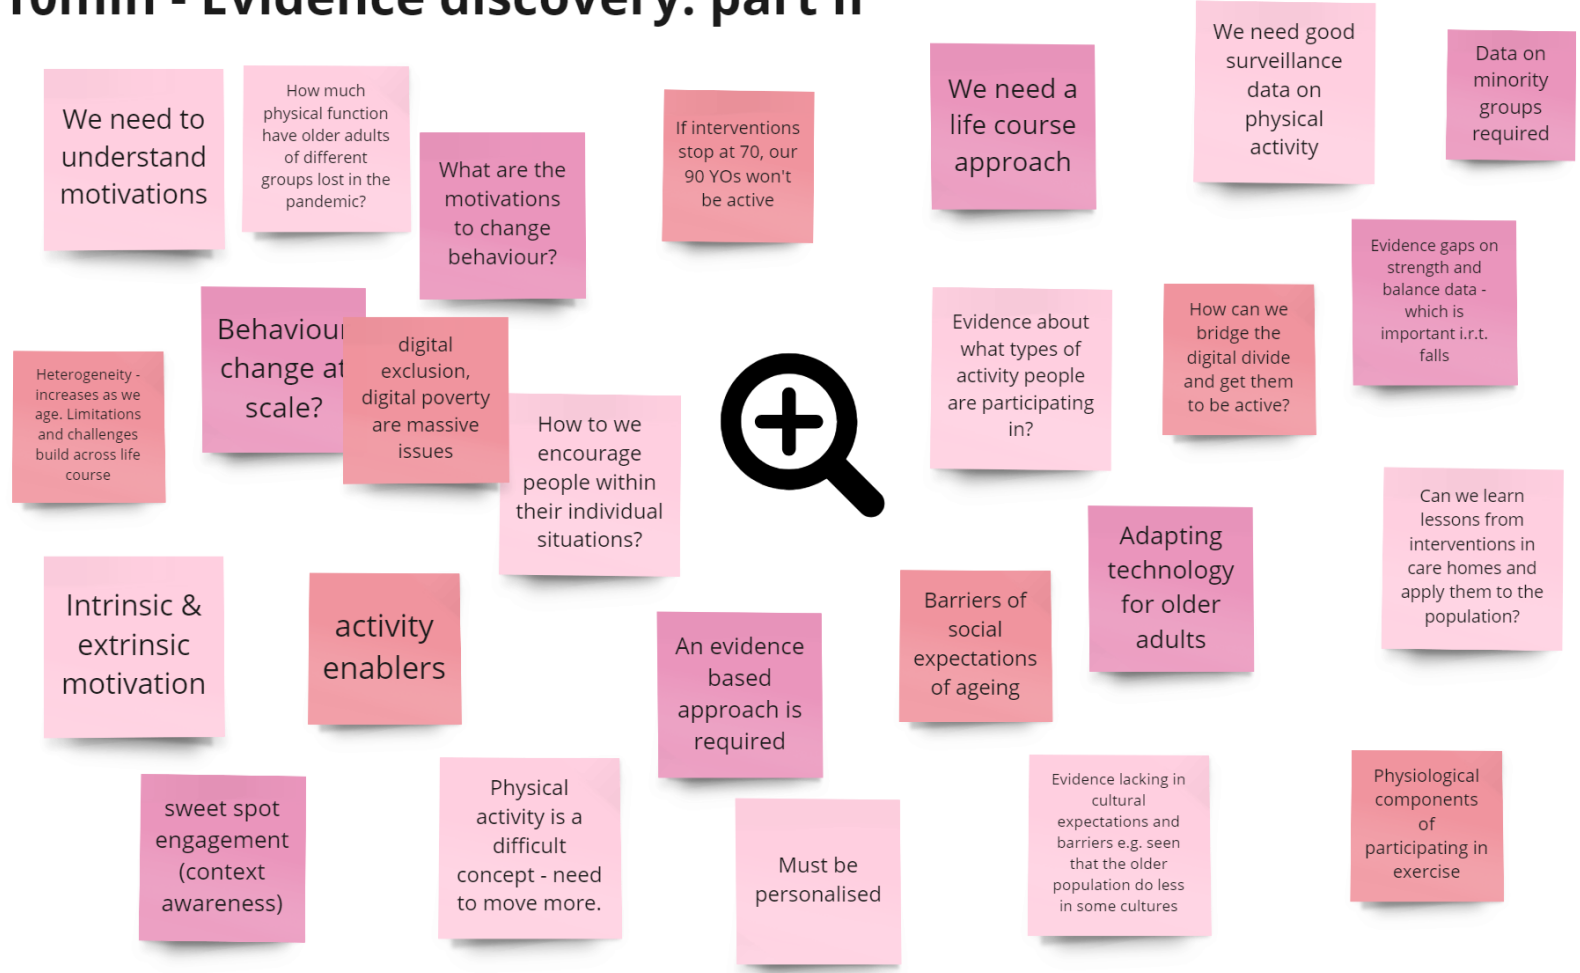 10min - Evidence discovery: part II
We need to
understand
motivations
How much
physical function
have older adults
of different
groups lost in the
pandemic?
What are the
motivations
to change
behaviour?
If interventions
stop at 70, our
90 YOs won't
be active
We need a
life course
approach
We need good
surveillance
data on
physical
activity
Data on
minority
groups
required
Heterogeneity -
increases as we
age. Limitations
and challenges
build across life
course
Behaviour
change at
scale?
digital
exclusion,
digital poverty
are massive
issues
How to we
encourage
people within
their individual
situations?
Evidence about
what types of
activity people
are participating
in?
How can we
bridge the
digital divide
and get them
to be active?
Evidence gaps on
strength and
balance data -
which is
important i.r.t.
falls
Intrinsic &
extrinsic
motivation
activity
enablers
An evidence
based
approach is
required
Barriers of
social
expectations
of ageing
Adapting
technology
for older
adults
Can we learn
lessons from
interventions in
care homes and
apply them to the
population?
sweet spot
engagement
(context
awareness)
Physical
activity is a
difficult
concept - need
to move more.
Must be
personalised
Evidence lacking in
cultural
expectations and
barriers e.g. seen
that the older
population do less
in some cultures
Physiological
components
of
participating in
exercise